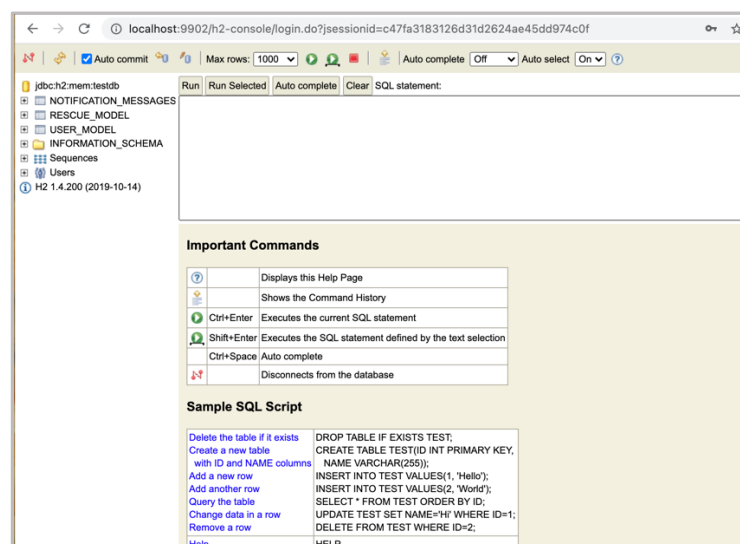 localhost:9902/h2-console/login.do?jsessionid=c47fa3183126d31d2624ae45dd974c0f
Auto commit Max rows: 1000 Auto complete Off Auto select On
jdbc:h2:mem:testdb
NOTIFICATION_MESSAGES
RESCUE_MODEL
USER_MODEL
INFORMATION_SCHEMA
Sequences
Users
H2 1.4.200 (2019-10-14)
Run Run Selected Auto complete Clear SQL statement:
Important Commands
Displays this Help Page
Shows the Command History
Ctrl+Enter Executes the current SQL statement
Shift+Enter Executes the SQL statement defined by the text selection
Ctrl+Space Auto complete
Disconnects from the database
Sample SQL Script
Delete the table if it exists DROP TABLE IF EXISTS TEST;
Create a new table CREATE TABLE TEST(ID INT PRIMARY KEY,
with ID and NAME columns NAME VARCHAR(255));
Add a new row INSERT INTO TEST VALUES(1, 'Hello');
Add another row INSERT INTO TEST VALUES(2, 'World');
Query the table SELECT * FROM TEST ORDER BY ID;
Change data in a row UPDATE TEST SET NAME='Hi' WHERE ID=1;
Remove a row DELETE FROM TEST WHERE ID=2;
Help HELP